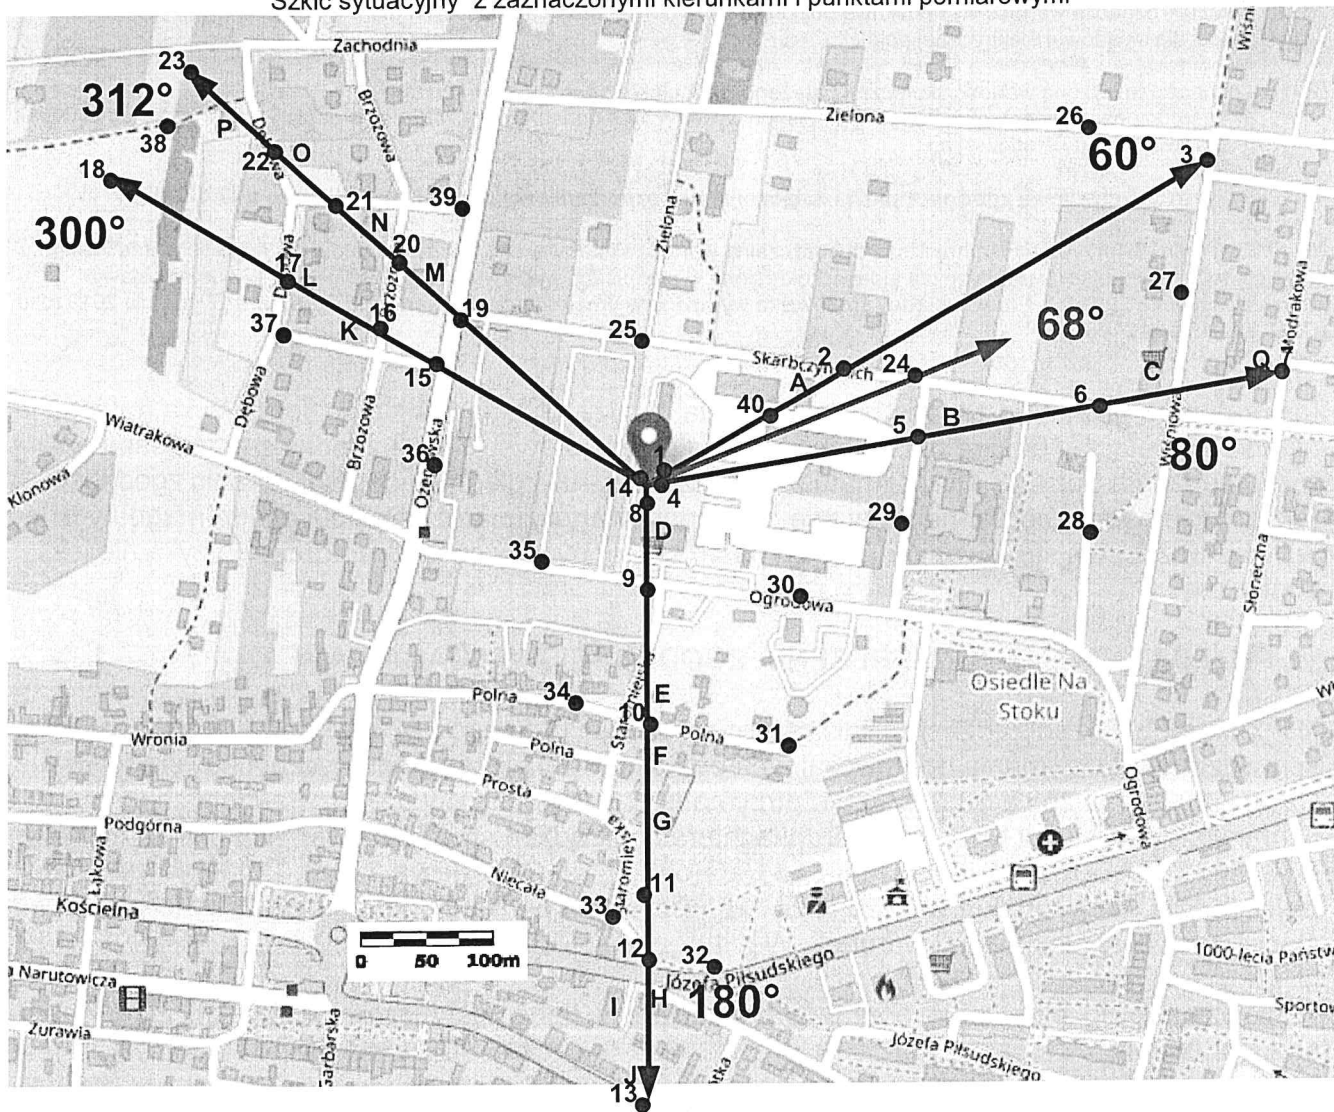 Szkic sytuacyjny z zaznaczonymi kierunkami i punktami pomiarowymi
Zachodnia
23
312°
P
38
18
22
O
Brzozowa
Zielona
26
60°
3
300°
21
39
N
20
M
Zielona
17
L
27
Modrakowa
37
K
16
19
15
25
68°
Skarbczyńskich
2
24
A
40
C
Q
7
6
5
B
Wiśniowa
80°
Dębowa
Wiatrakowa
Brzozowa
36
Klonowa
1
14
4
8
D
29
28
35
9
30
Ogrodowa
Słoneczna
34
Polna
E
10
Polna
F
31
Osiedle Na
Stoku
Wronia
Polna
Prosta
G
Ogrodowa
Podgórna
Łąkowa
Niecała
11
33
Kościelna
0 50 100m
12
32
Józefa Piłsudskiego
180°
I
H
1000-lecia Państwa
Narutowicza
Żurawia
Józefa Piłsudskiego
J
13